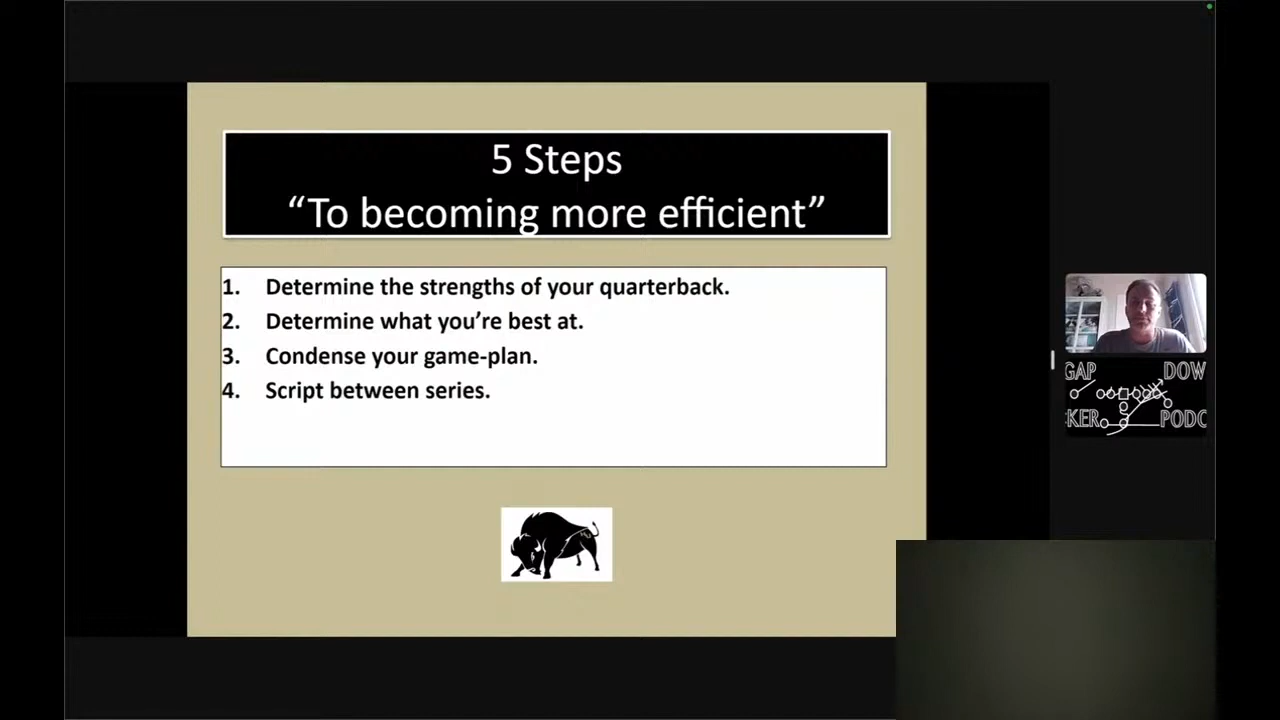 5 Steps
“To becoming more efficient”
1. Determine the strengths of your quarterback.
2. Determine what you’re best at.
3. Condense your game-plan.
4. Script between series.
GAP DOW
KER PODC